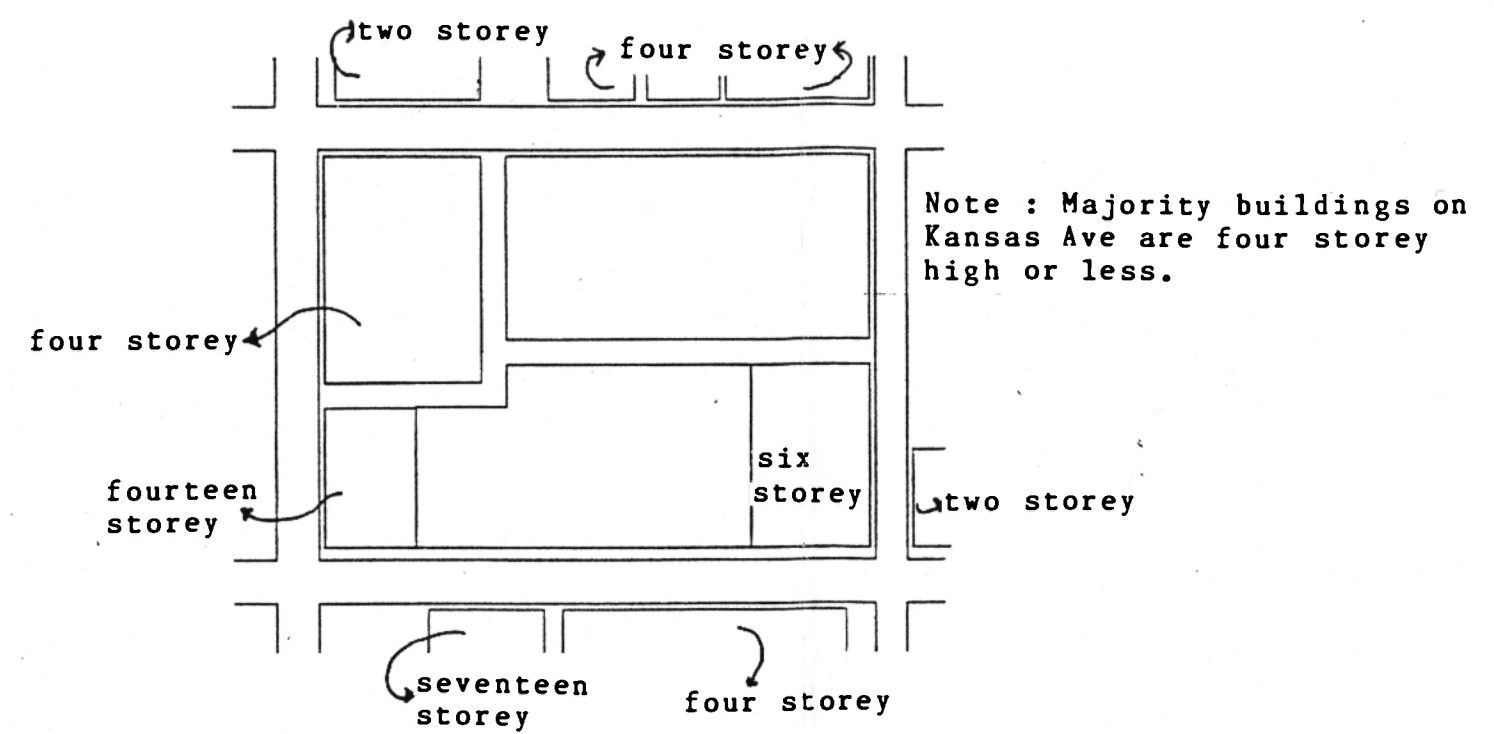 two storey
four storey
Note : Majority buildings on
Kansas Ave are four storey
high or less.
four storey
six
storey
fourteen
storey
two storey
seventeen
storey
four storey